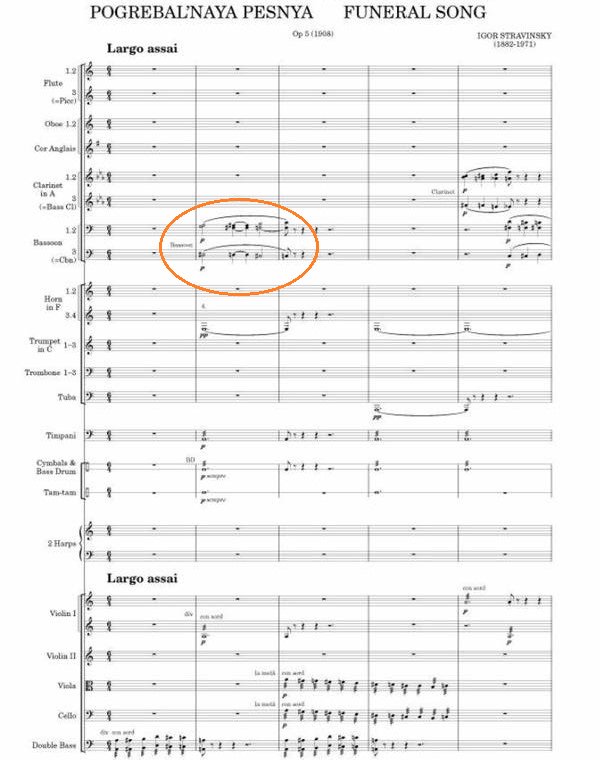 POGREBAL'NAYA PESNYA FUNERAL SONG
Op 5 (1908)
IGOR STRAVINSKY
(1882-1971)
Largo assai
Flute
1.2
3
(=Picc)
Oboe 1.2
Cor Anglais
Clarinet
in A
(=Bass Cl)
1.2
3
Clarinet
Bassoon
(=Cbn)
1.2
3
Bassoon
p
p
p
p
p
p
Horn
in F
1.2
3.4
4.
pp
Trumpet
in C
1-3
Trombone 1-3
Tuba
pp
Timpani
p
Cymbals &
Bass Drum
BD
p sempre
Tam-tam
p sempre
2 Harps
Largo assai
Violin I
con sord
p
div
con sord
p
Violin II
Viola
la metà con sord
p
Cello
la metà con sord
p
Double Bass
div con sord
p